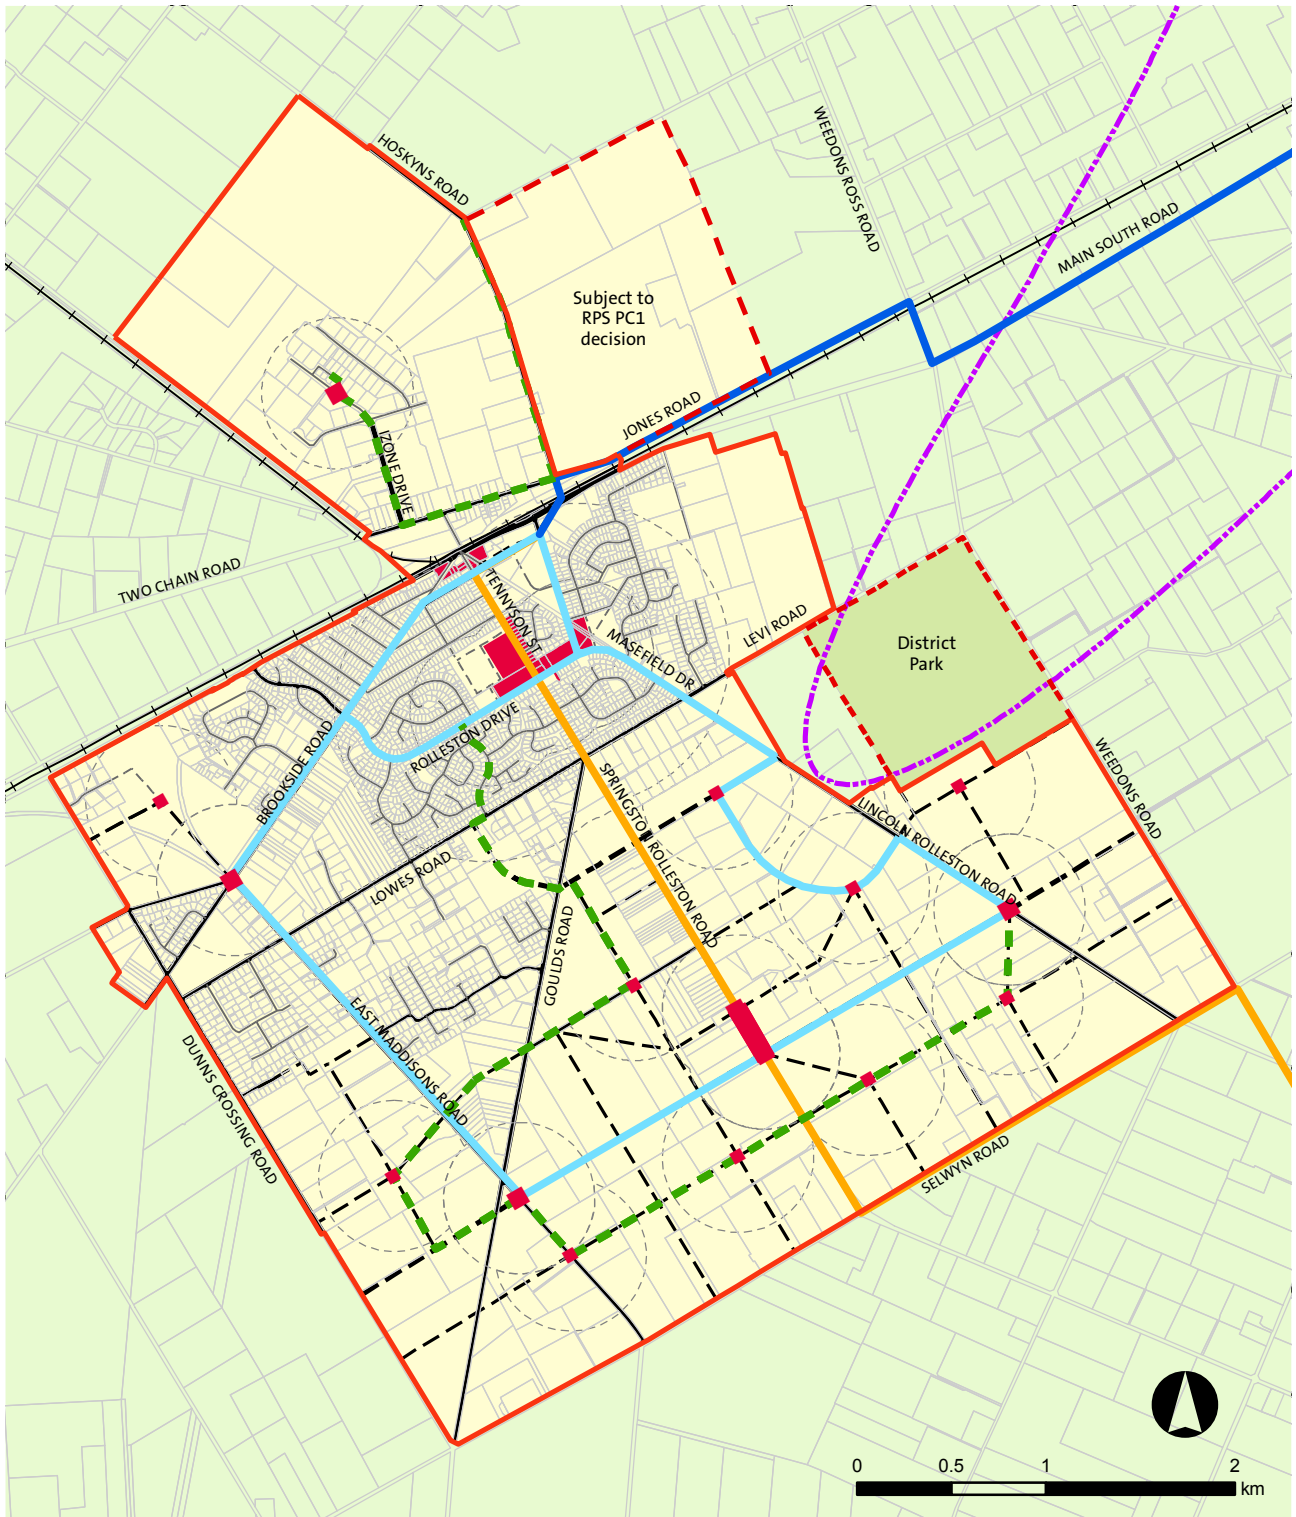 WEEDONS ROSS ROAD
HOSKYNS ROAD
MAIN SOUTH ROAD
Subject to
RPS PC1
decision
JONES ROAD
IZONE DRIVE
TWO CHAIN ROAD
TENNYSON ST
MASEFIELD DR
LEVI ROAD
District
Park
ROLLESTON DRIVE
BROOKSIDE ROAD
WEEDONS ROAD
SPRINGSTON ROLLESTON ROAD
LINCOLN ROLLESTON ROAD
LOWES ROAD
GOULDS ROAD
EAST MADDISONS ROAD
DUNNS CROSSING ROAD
SELWYN ROAD
0 0.5 1 2
km